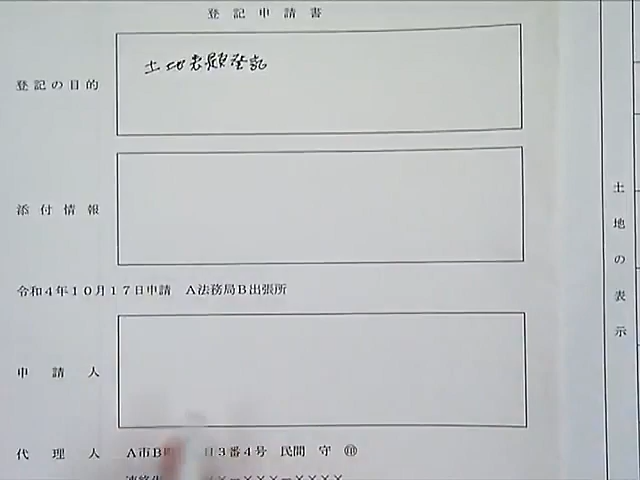 登記申請書
登記の目的
土地表題登記
添付情報
令和４年１０月１７日申請　Ａ法務局Ｂ出張所
申請人
代理人　Ａ市Ｂ 目３番４号　民間　守　㊞
××－×××－××××
土地の表示